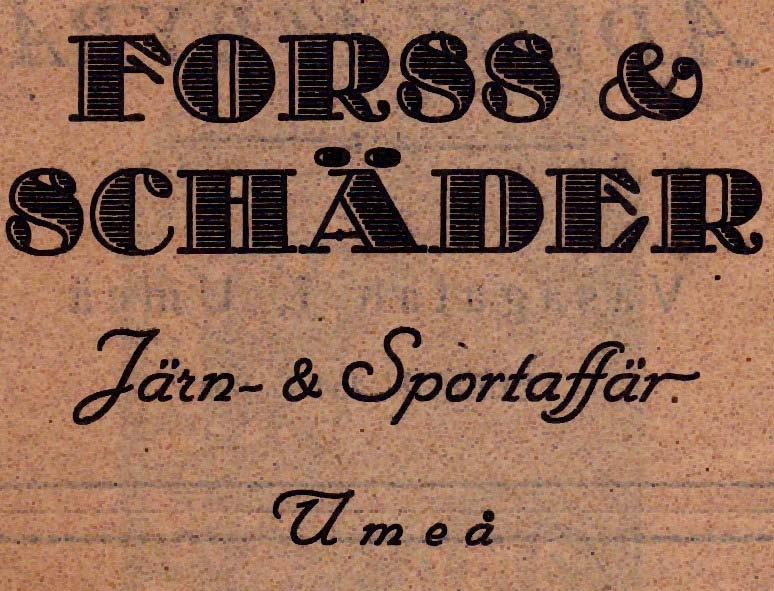 FORSS &
SCHÄDER
Järn- & Sportaffär
Umeå